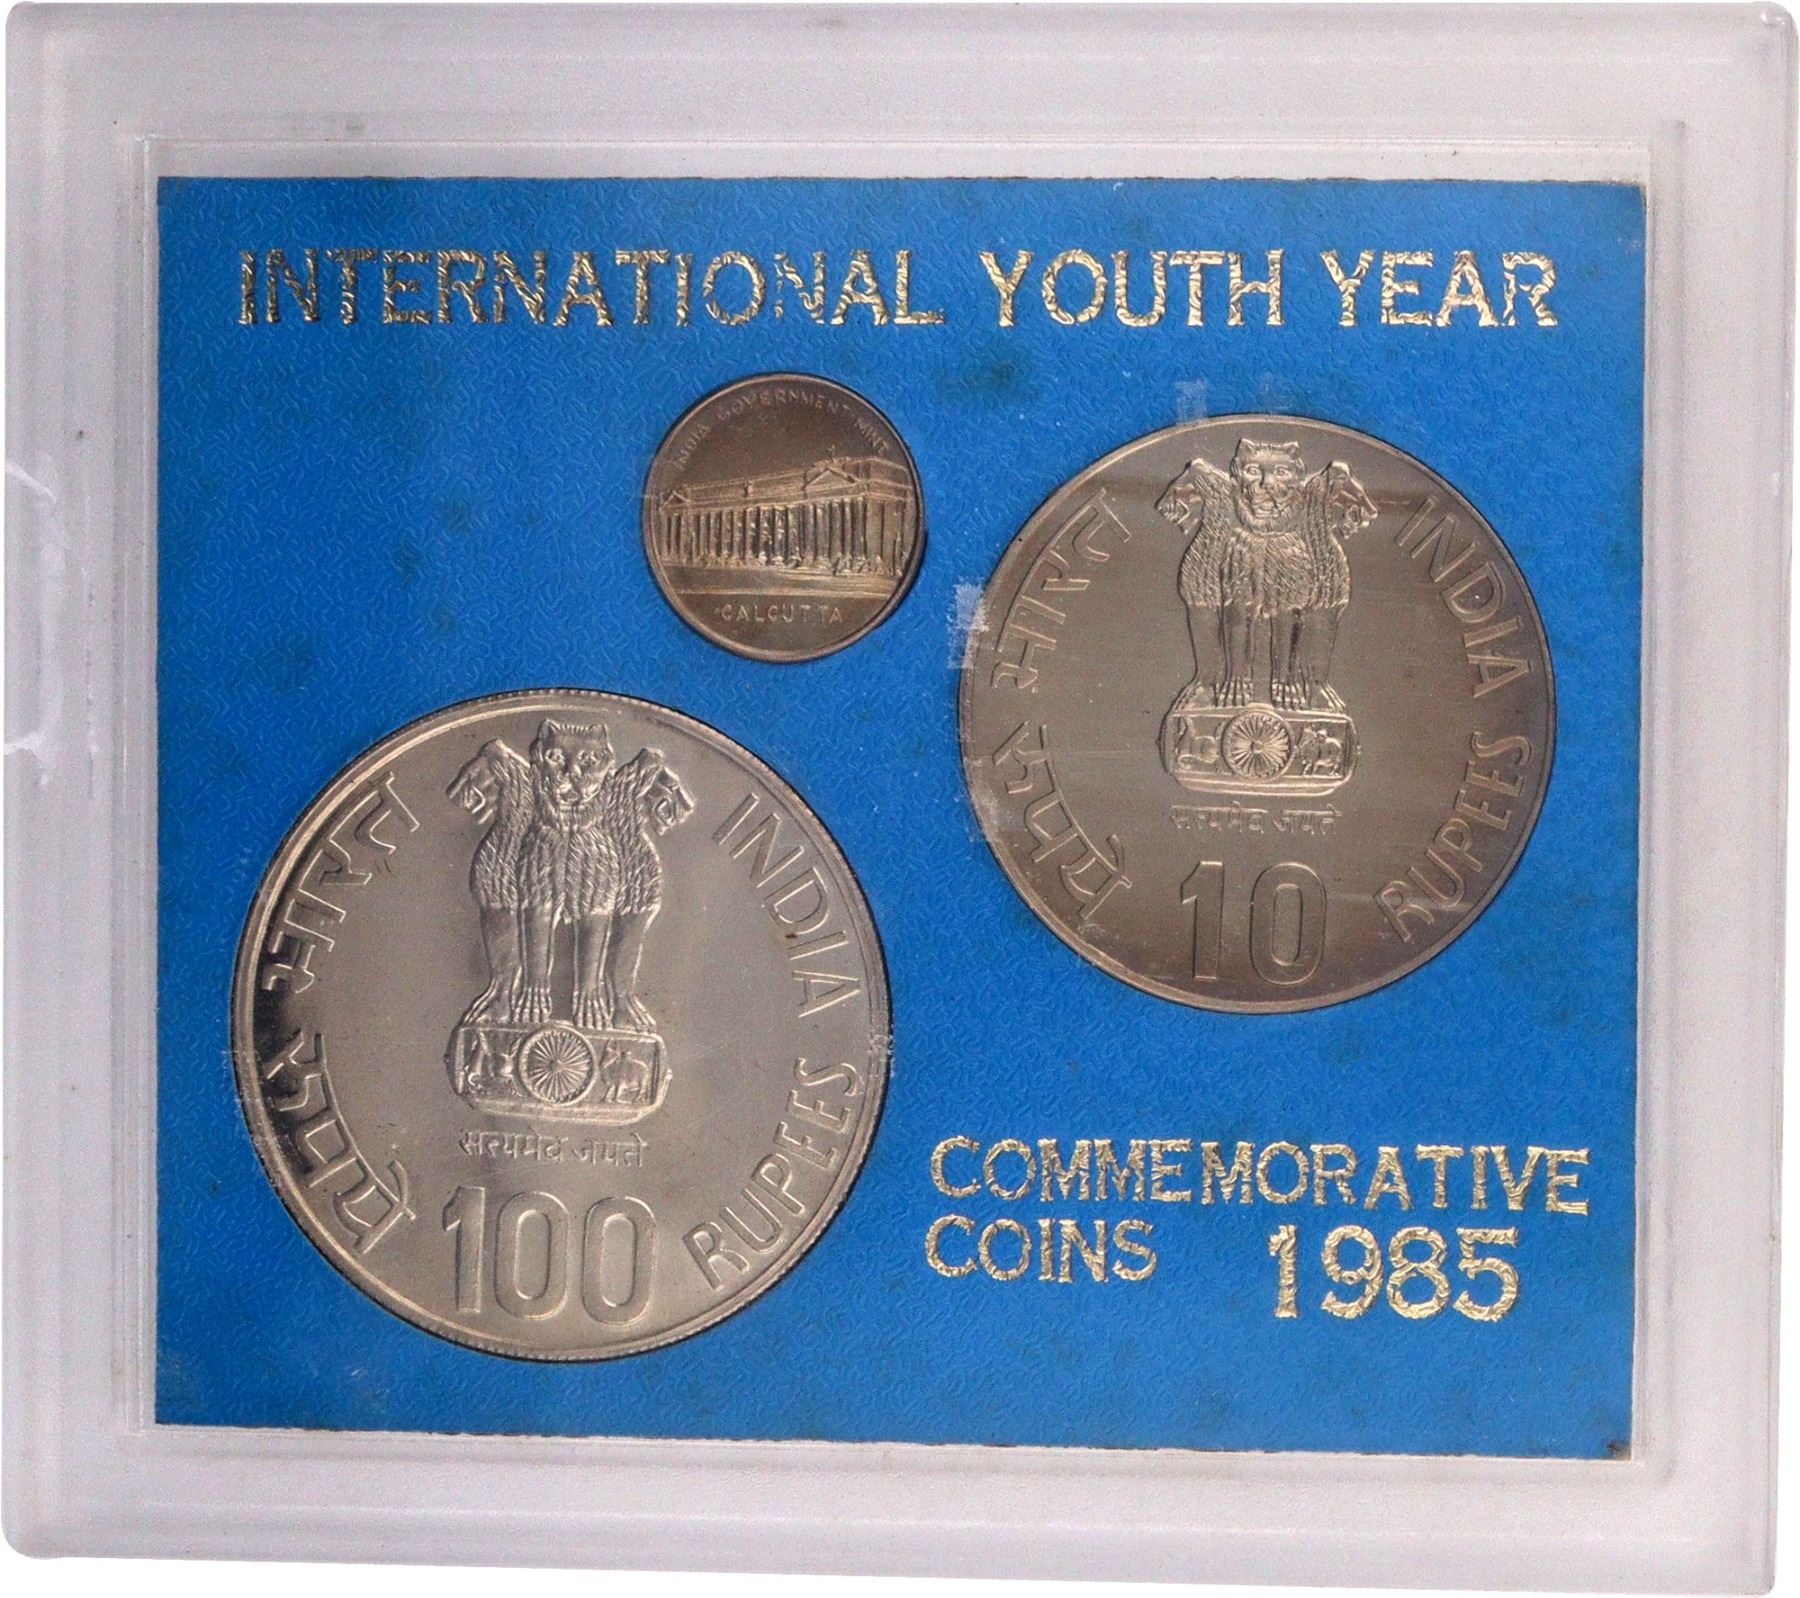 INTERNATIONAL YOUTH YEAR
INDIA GOVERNMENT MINT
CALCUTTA
भारत
INDIA
रुपये
RUPEES
सत्यमेव जयते
10
भारत
INDIA
रुपये
RUPEES
सत्यमेव जयते
100
COMMEMORATIVE
COINS 1985